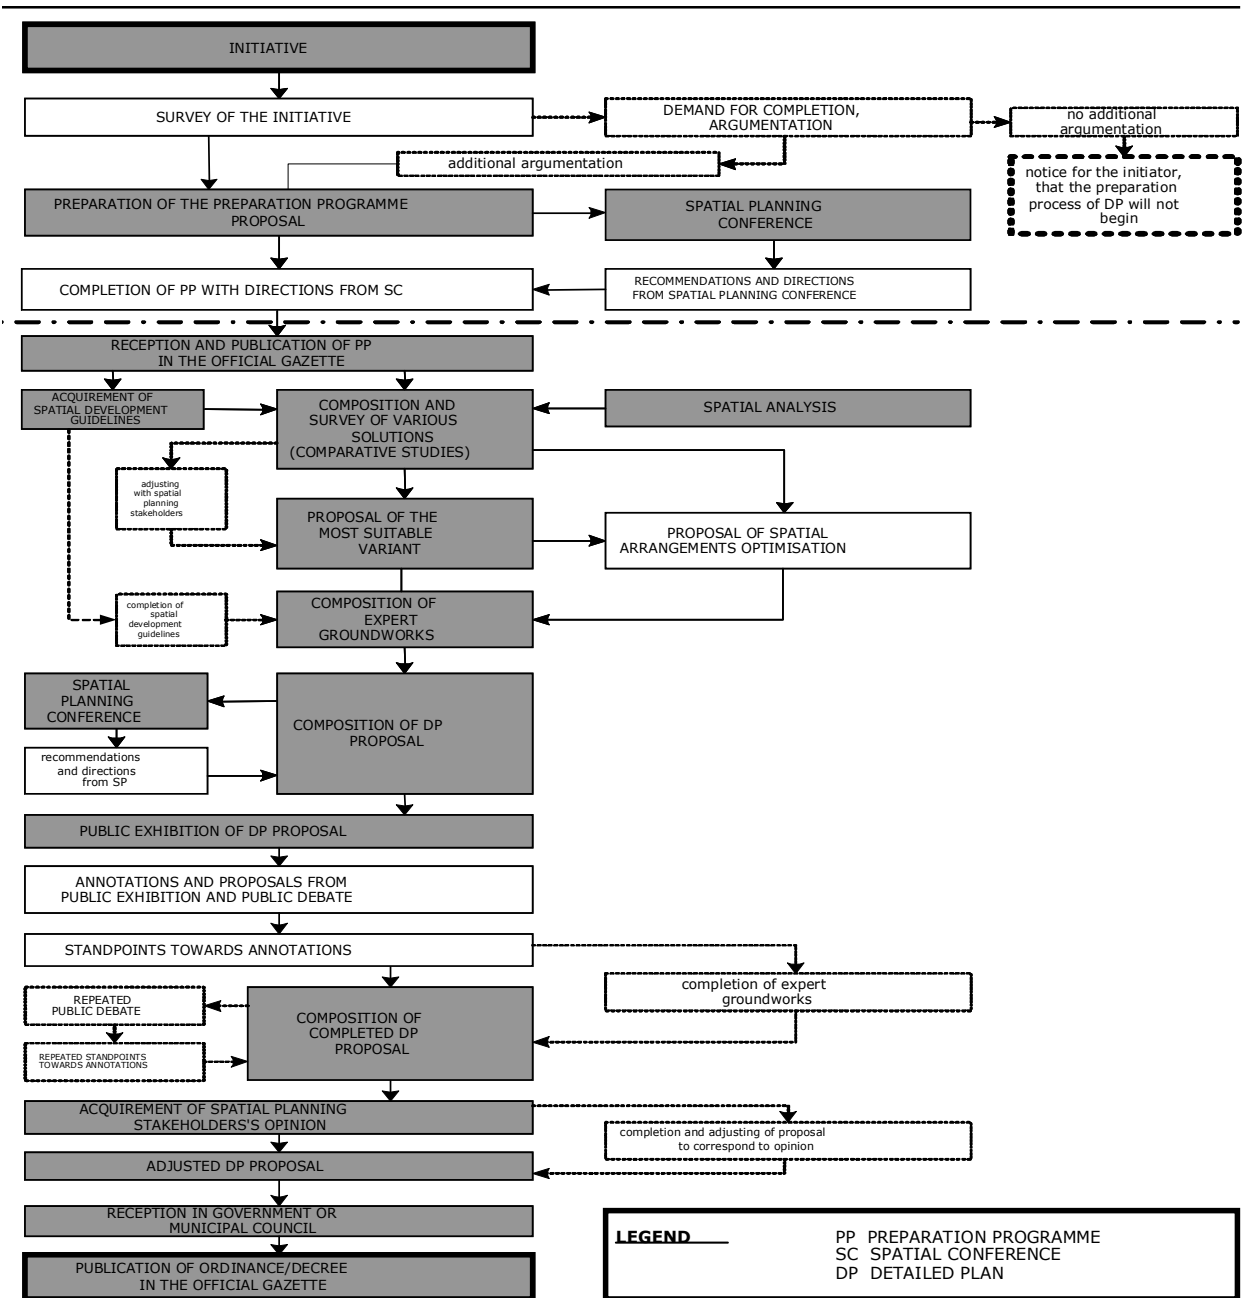 INITIATIVE
SURVEY OF THE INITIATIVE
DEMAND FOR COMPLETION,
ARGUMENTATION
no additional
argumentation
additional argumentation
notice for the initiator,
that the preparation
process of DP will not
begin
PREPARATION OF THE PREPARATION PROGRAMME
PROPOSAL
SPATIAL PLANNING
CONFERENCE
COMPLETION OF PP WITH DIRECTIONS FROM SC
RECOMMENDATIONS AND DIRECTIONS
FROM SPATIAL PLANNING CONFERENCE
RECEPTION AND PUBLICATION OF PP
IN THE OFFICIAL GAZETTE
ACQUIREMENT OF
SPATIAL DEVELOPMENT
GUIDELINES
COMPOSITION AND
SURVEY OF VARIOUS
SOLUTIONS
(COMPARATIVE STUDIES)
SPATIAL ANALYSIS
adjusting
with spatial
planning
stakeholders
PROPOSAL OF THE
MOST SUITABLE
VARIANT
PROPOSAL OF SPATIAL
ARRANGEMENTS OPTIMISATION
completion of
spatial
development
guidelines
COMPOSITION OF
EXPERT
GROUNDWORKS
SPATIAL
PLANNING
CONFERENCE
COMPOSITION OF DP
PROPOSAL
recommendations
and directions
from SP
PUBLIC EXHIBITION OF DP PROPOSAL
ANNOTATIONS AND PROPOSALS FROM
PUBLIC EXHIBITION AND PUBLIC DEBATE
STANDPOINTS TOWARDS ANNOTATIONS
completion of expert
groundworks
REPEATED
PUBLIC DEBATE
COMPOSITION OF
COMPLETED DP
PROPOSAL
REPEATED STANDPOINTS
TOWARDS ANNOTATIONS
ACQUIREMENT OF SPATIAL PLANNING
STAKEHOLDERS'S OPINION
completion and adjusting of proposal
to correspond to opinion
ADJUSTED DP PROPOSAL
RECEPTION IN GOVERNMENT OR
MUNICIPAL COUNCIL
PUBLICATION OF ORDINANCE/DECREE
IN THE OFFICIAL GAZETTE
LEGEND
PP PREPARATION PROGRAMME
SC SPATIAL CONFERENCE
DP DETAILED PLAN